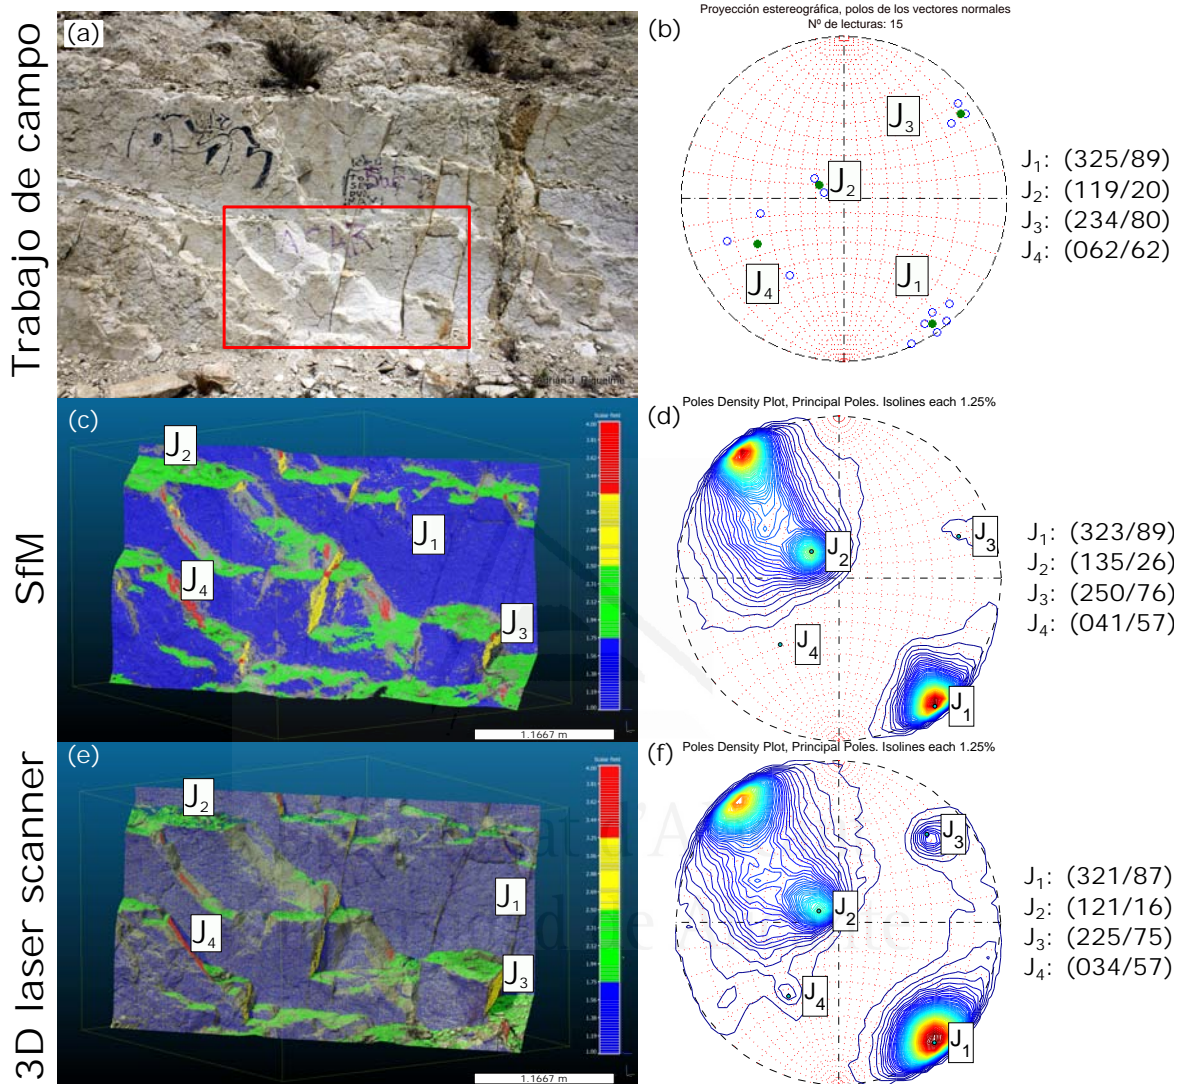 Trabajo de campo
(a)
(b)
Proyección estereográfica, polos de los vectores normales
Nº de lecturas: 15
J3
J2
J4
J1
J1: (325/89)
J2: (119/20)
J3: (234/80)
J4: (062/62)
SfM
(c)
J2
J1
J4
J3
1.1667 m
(d)
Poles Density Plot, Principal Poles. Isolines each 1.25%
J3
J2
J4
J1
J1: (323/89)
J2: (135/26)
J3: (250/76)
J4: (041/57)
3D laser scanner
(e)
J2
J1
J4
J3
1.1667 m
(f)
Poles Density Plot, Principal Poles. Isolines each 1.25%
J3
J2
J4
J1
J1: (321/87)
J2: (121/16)
J3: (225/75)
J4: (034/57)